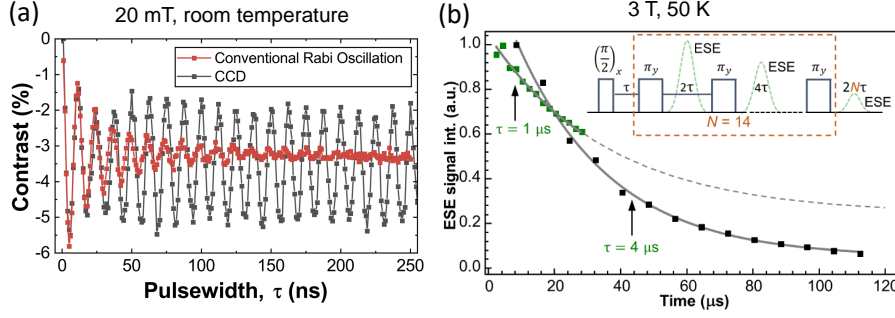 (a)
20 mT, room temperature
0
-1
-2
-3
-4
-5
-6
Contrast (%)
Conventional Rabi Oscillation
CCD
0
50
100
150
200
250
Pulsewidth, τ (ns)
(b)
3 T, 50 K
1.0
0.8
0.6
0.4
0.2
0.0
ESE signal int. (a.u.)
τ = 1 µs
τ = 4 µs
(π/2)x
τ
πy
2τ
ESE
πy
4τ
ESE
πy
2Nτ
ESE
N = 14
0
20
40
60
80
100
120
Time (µs)